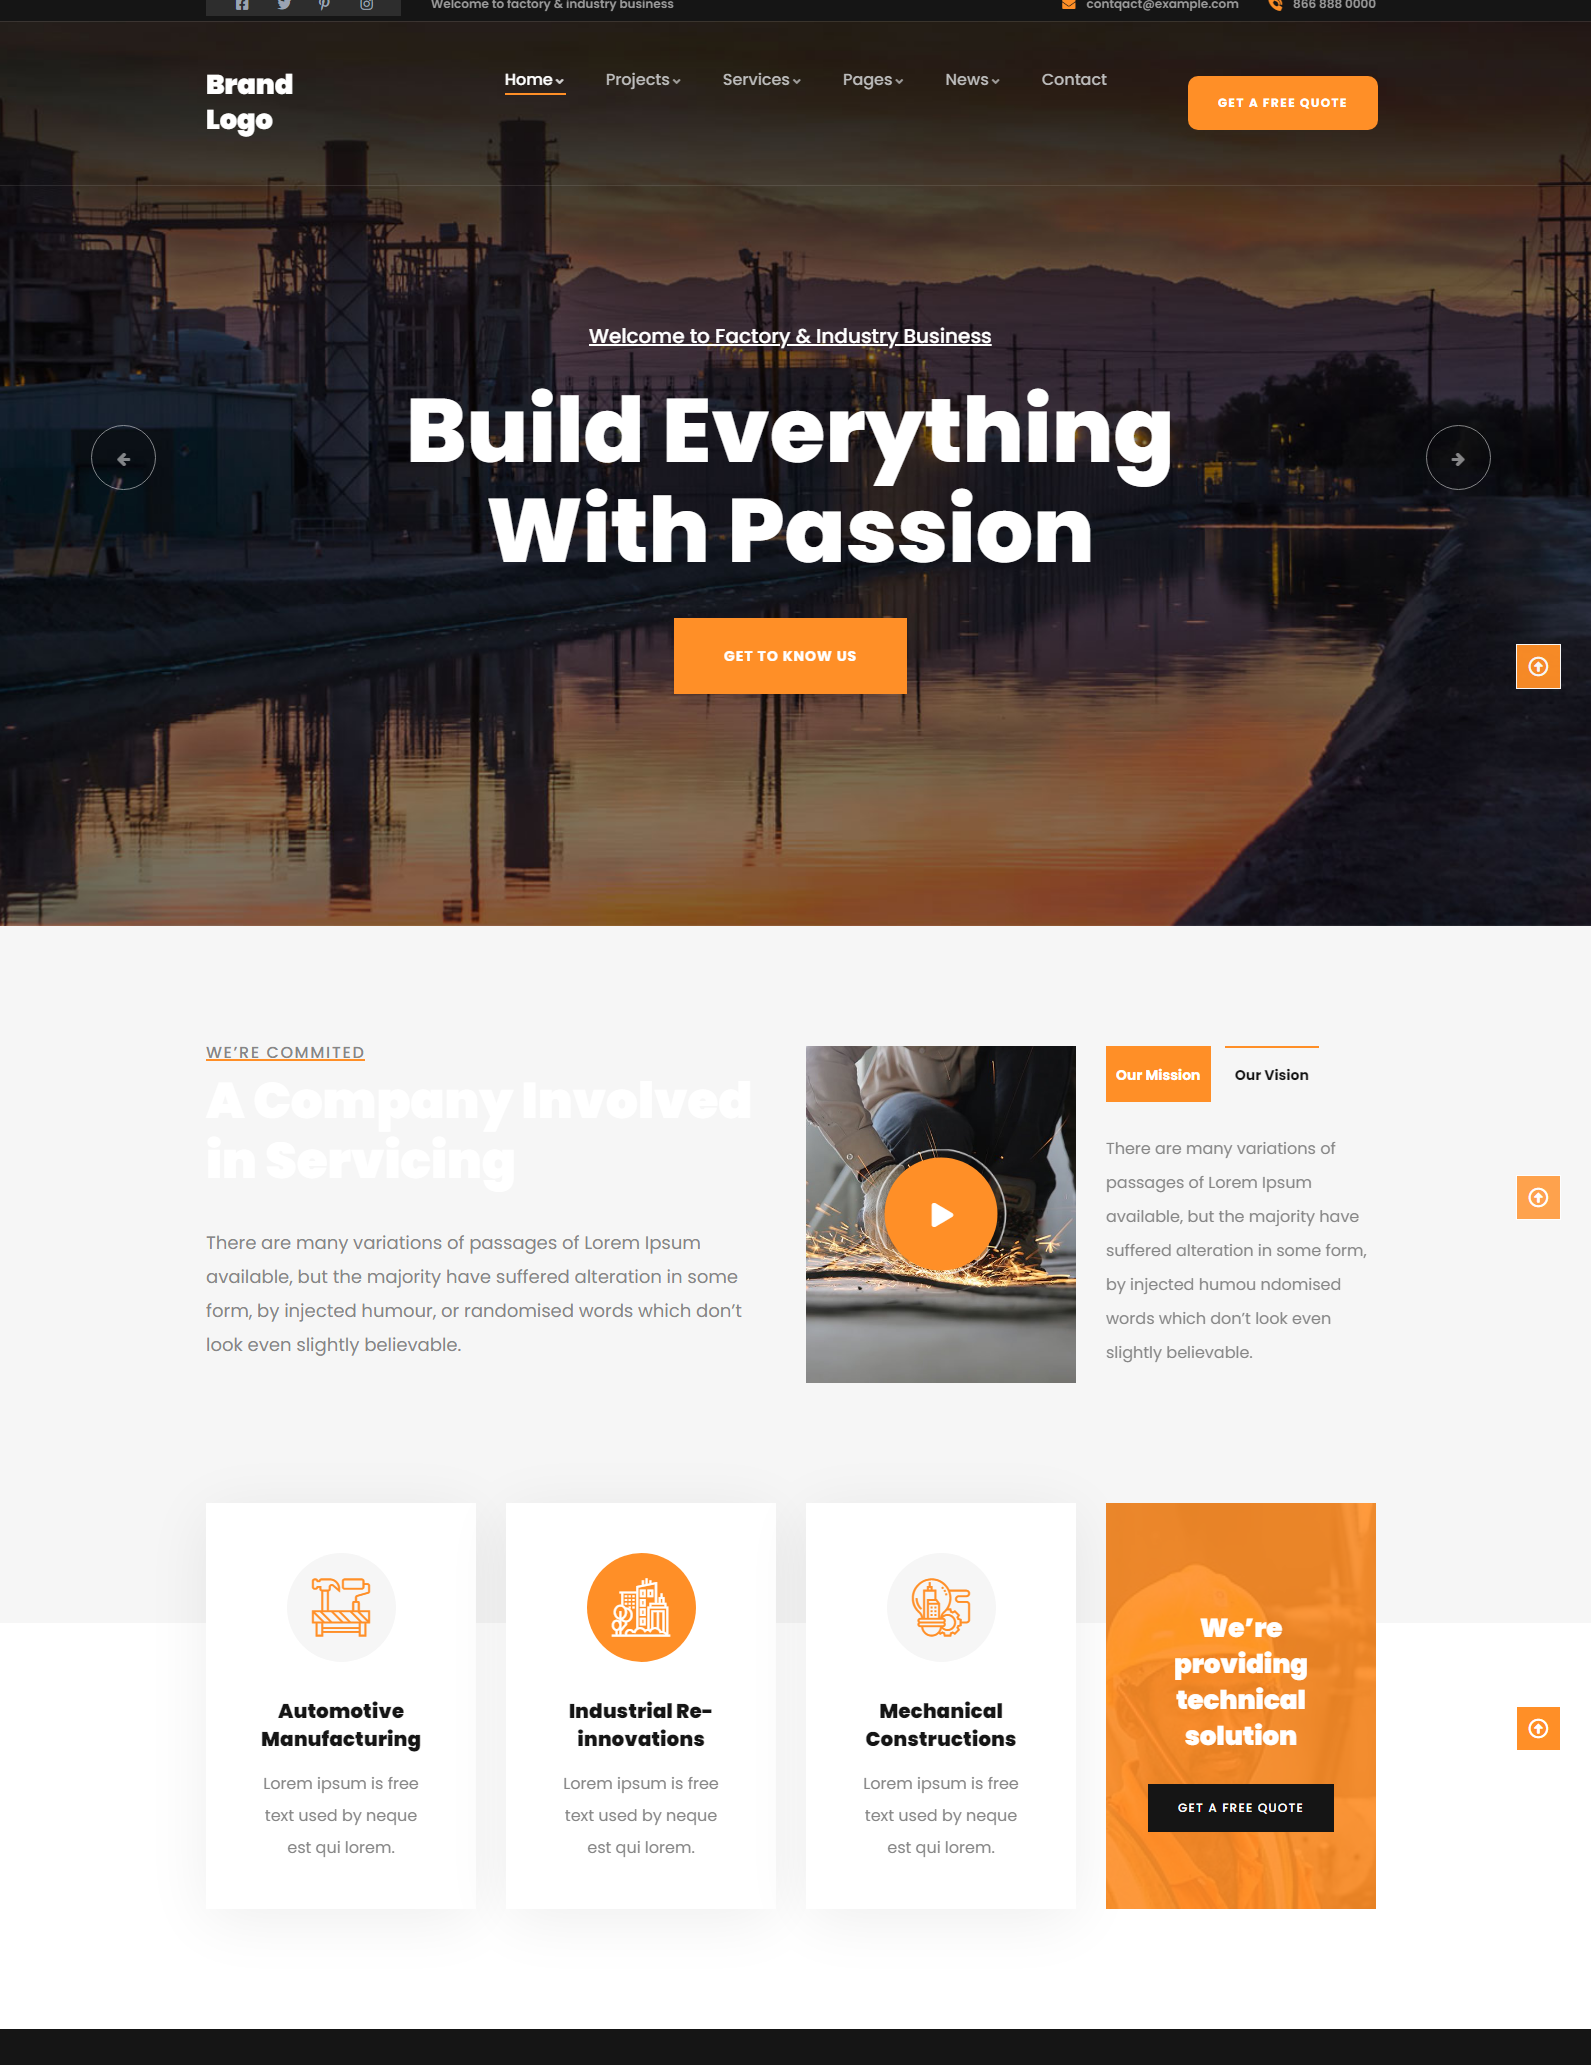 Welcome to factory & industry business
contqact@example.com
866 888 0000
Brand
Logo
Home
Projects
Services
Pages
News
Contact
GET A FREE QUOTE
Welcome to Factory & Industry Business
Build Everything
With Passion
GET TO KNOW US
WE'RE COMMITED
A Company Involved
in Servicing
There are many variations of passages of Lorem Ipsum
available, but the majority have suffered alteration in some
form, by injected humour, or randomised words which don't
look even slightly believable.
Our Mission
Our Vision
There are many variations of
passages of Lorem Ipsum
available, but the majority have
suffered alteration in some form,
by injected humou ndomised
words which don't look even
slightly believable.
Automotive
Manufacturing
Lorem ipsum is free
text used by neque
est qui lorem.
Industrial Re-
innovations
Lorem ipsum is free
text used by neque
est qui lorem.
Mechanical
Constructions
Lorem ipsum is free
text used by neque
est qui lorem.
We're
providing
technical
solution
GET A FREE QUOTE